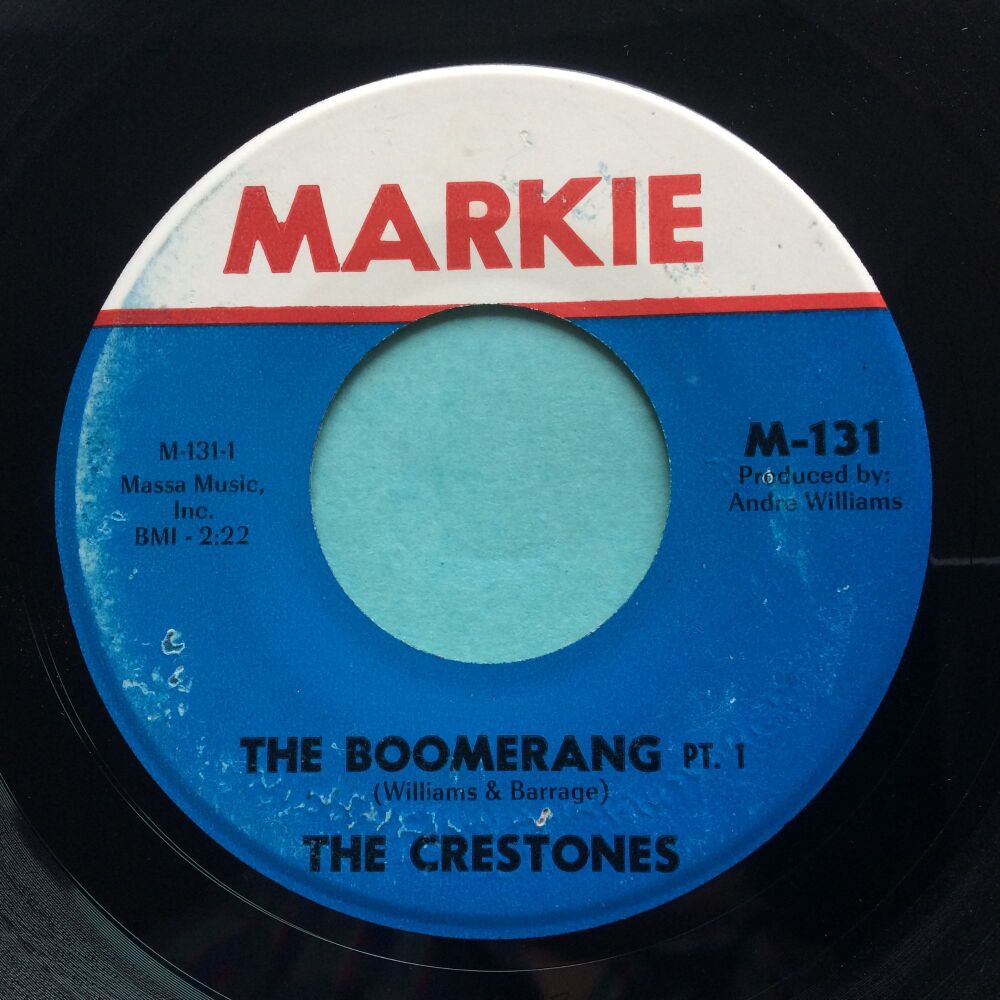 MARKIE
M-131-1
Massa Music,
Inc.
BMI - 2:22
M-131
Produced by:
Andre Williams
THE BOOMERANG PT. 1
(Williams & Barrage)
THE CRESTONES